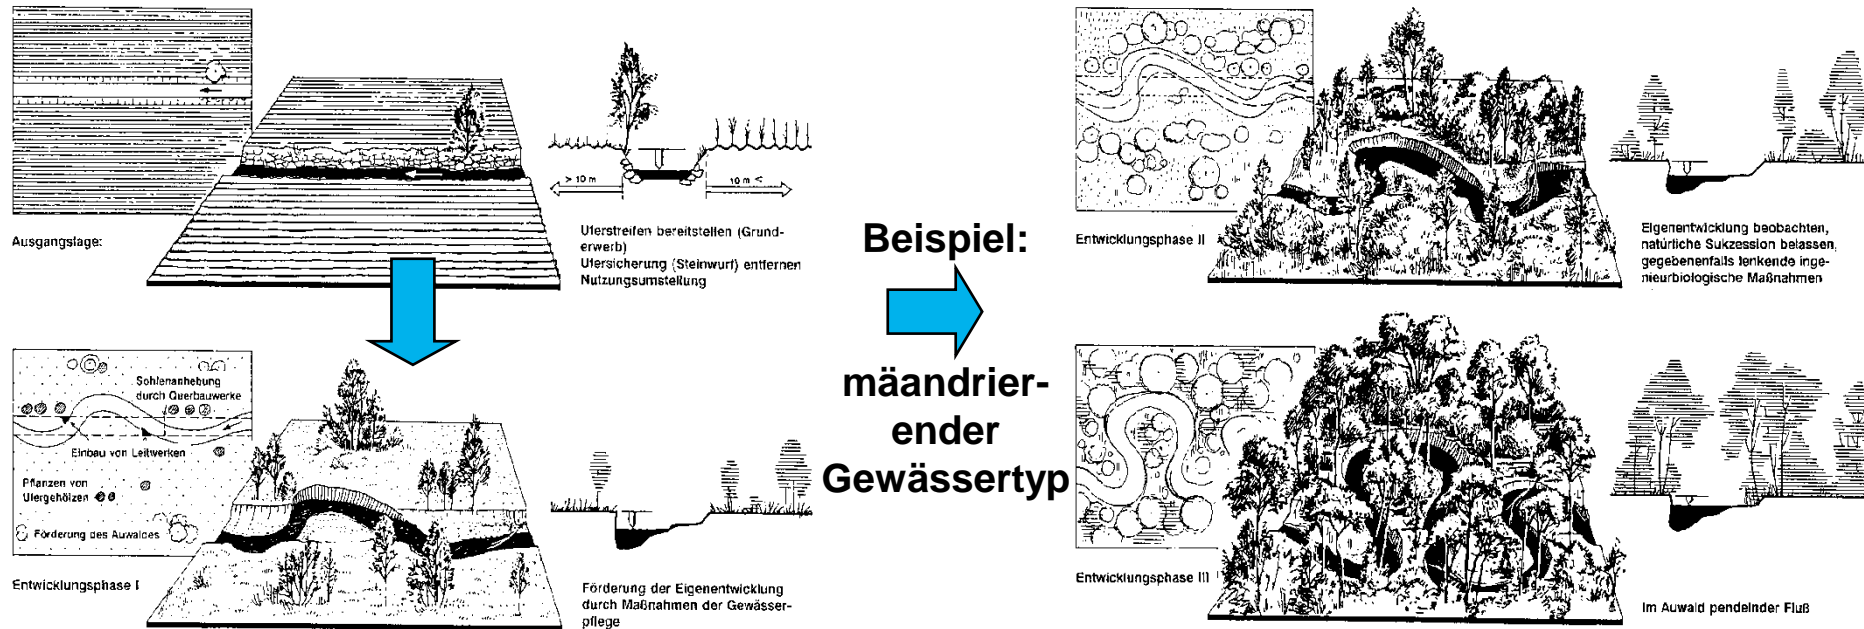 Ausgangslage:
> 10 m
10 m <
Uferstreifen bereitstellen (Grund-
erwerb)
Ufersicherung (Steinwurf) entfernen
Nutzungsumstellung
Sohlenanhebung
durch Querbauwerke
Einbau von Leitwerken
Pflanzen von
Ufergehölzen
Förderung des Auwaldes
Entwicklungsphase I
Förderung der Eigenentwicklung
durch Maßnahmen der Gewässer-
pflege
Beispiel:
mäandrier-
ender
Gewässertyp
Entwicklungsphase II
Eigenentwicklung beobachten,
natürliche Sukzession belassen,
gegebenenfalls lenkende inge-
nieurbiologische Maßnahmen
Entwicklungsphase III
Im Auwald pendelnder Fluß